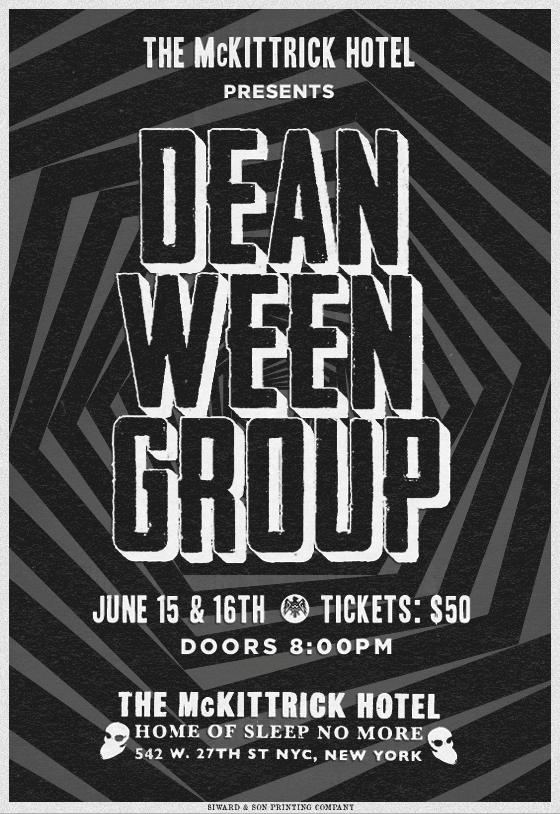 THE McKITTRICK HOTEL
PRESENTS
DEAN
WEEN
GROUP
JUNE 15 & 16TH TICKETS: $50
DOORS 8:00PM
THE McKITTRICK HOTEL
HOME OF SLEEP NO MORE
542 W. 27TH ST NYC, NEW YORK
SIWARD & SON PRINTING COMPANY